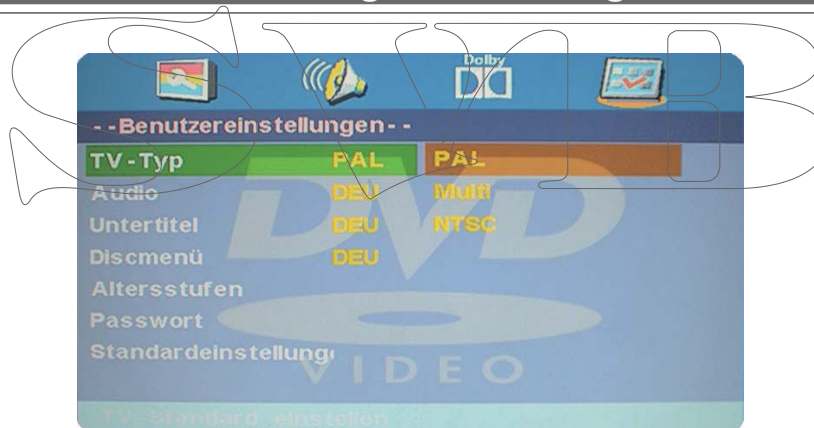 Dolby
--Benutzereinstellungen--
TV-Typ PAL PAL
Audio DEU Multi
Untertitel DEU NTSC
Discmenü DEU
Altersstufen
Passwort
Standardeinstellung
DVD
VIDEO
TV-Standard einstellen